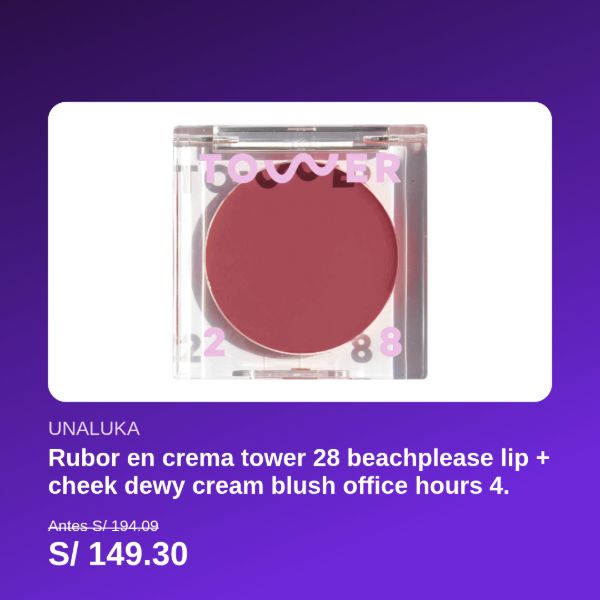 TOWER
2 8
UNALUKA
Rubor en crema tower 28 beachplease lip +
cheek dewy cream blush office hours 4.
Antes S/ 194.09
S/ 149.30